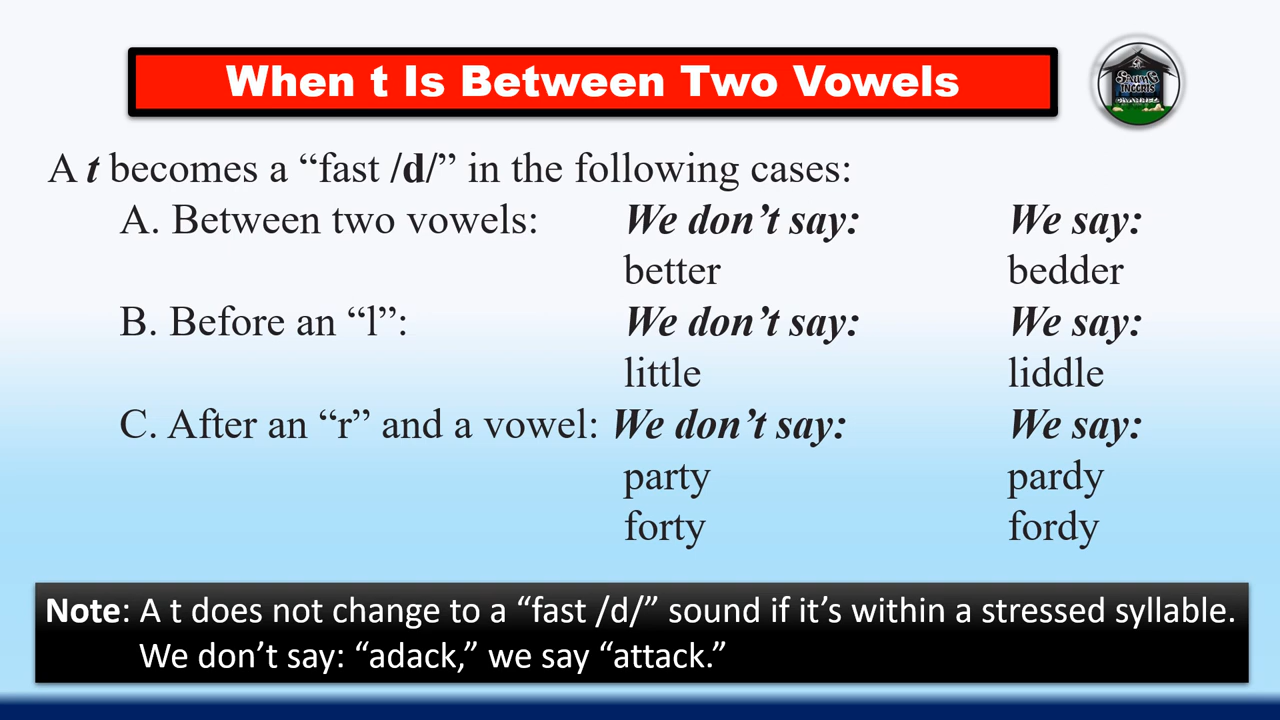 When t Is Between Two Vowels
SAUNG
INGGRIS
CHANNEL
A t becomes a “fast /d/” in the following cases:
A. Between two vowels: We don’t say: We say:
better bedder
B. Before an “l”: We don’t say: We say:
little liddle
C. After an “r” and a vowel: We don’t say: We say:
party pardy
forty fordy
Note: A t does not change to a “fast /d/” sound if it’s within a stressed syllable.
We don’t say: “adack,” we say “attack.”